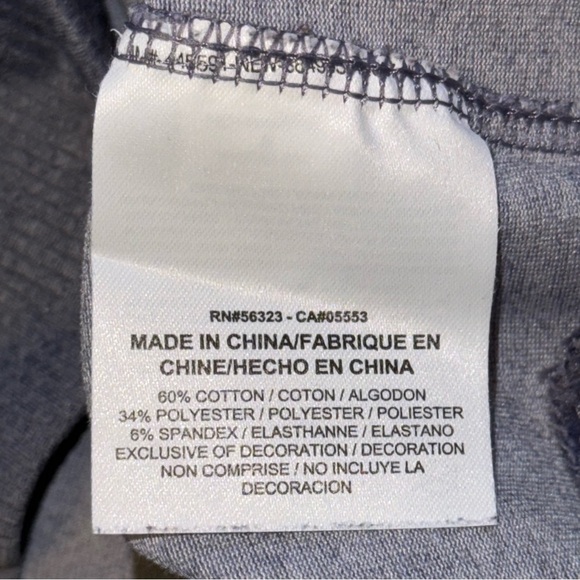 RN#56323 - CA#05553
MADE IN CHINA/FABRIQUE EN
CHINE/HECHO EN CHINA
60% COTTON / COTON / ALGODON
34% POLYESTER / POLYESTER / POLIESTER
6% SPANDEX / ELASTHANNE / ELASTANO
EXCLUSIVE OF DECORATION / DECORATION
NON COMPRISE / NO INCLUYE LA
DECORACION